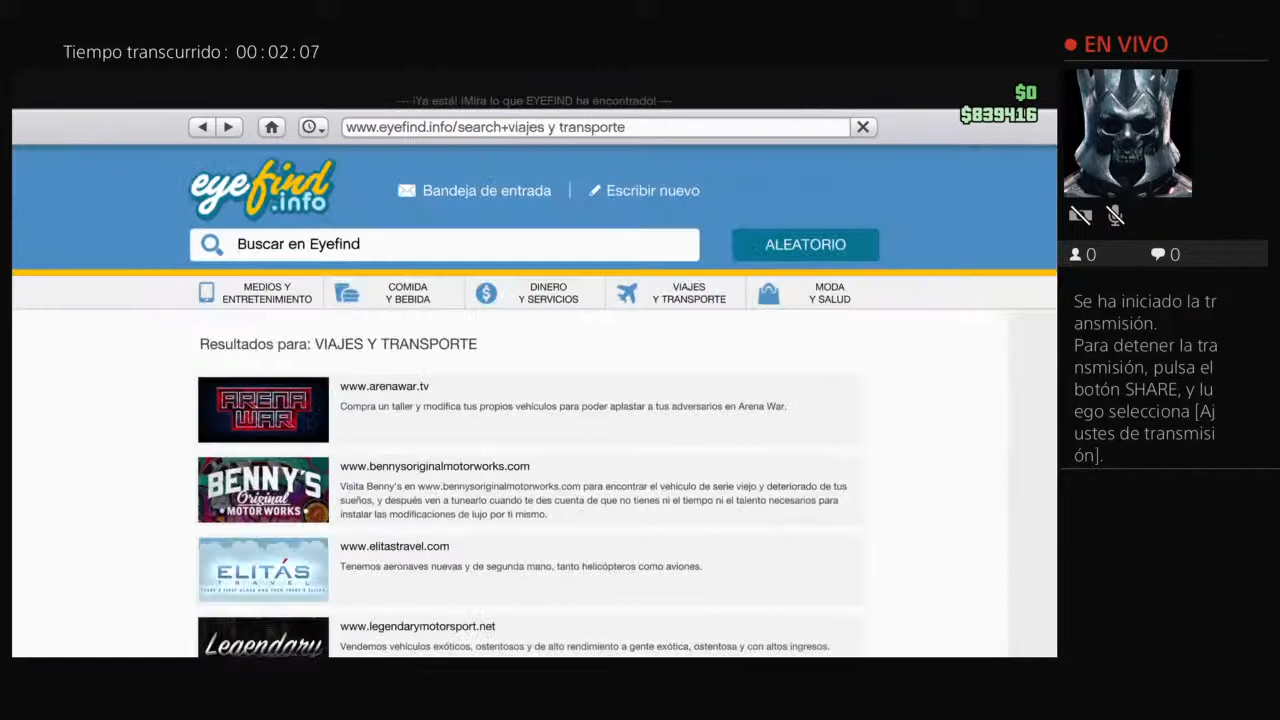 Tiempo transcurrido: 00:02:07
EN VIVO
--- ¡Ya está! ¡Mira lo que EYEFIND ha encontrado! ---
$0
$839416
www.eyefind.info/search+viajes y transporte
eyefind
.info
Bandeja de entrada | Escribir nuevo
Buscar en Eyefind
ALEATORIO
MEDIOS Y
ENTRETENIMIENTO
COMIDA
Y BEBIDA
DINERO
Y SERVICIOS
VIAJES
Y TRANSPORTE
MODA
Y SALUD
0 0
Resultados para: VIAJES Y TRANSPORTE
ARENA
WAR
www.arenawar.tv
Compra un taller y modifica tus propios vehículos para poder aplastar a tus adversarios en Arena War.
BENNY'S
Original
MOTOR WORKS
www.bennysoriginalmotorworks.com
Visita Benny's en www.bennysoriginalmotorworks.com para encontrar el vehículo de serie viejo y deteriorado de tus
sueños, y después ven a tunearlo cuando te des cuenta de que no tienes ni el tiempo ni el talento necesarios para
instalar las modificaciones de lujo por ti mismo.
ELITÁS
TRAVEL
THERE'S FIRST CLASS AND THEN THERE'S ELITÁS
www.elitastravel.com
Tenemos aeronaves nuevas y de segunda mano, tanto helicópteros como aviones.
Legendary
www.legendarymotorsport.net
Vendemos vehículos exóticos, ostentosos y de alto rendimiento a gente exótica, ostentosa y con altos ingresos.
Se ha iniciado la tr
ansmisión.
Para detener la tra
nsmisión, pulsa el
botón SHARE, y lu
ego selecciona [Aj
ustes de transmisi
ón].